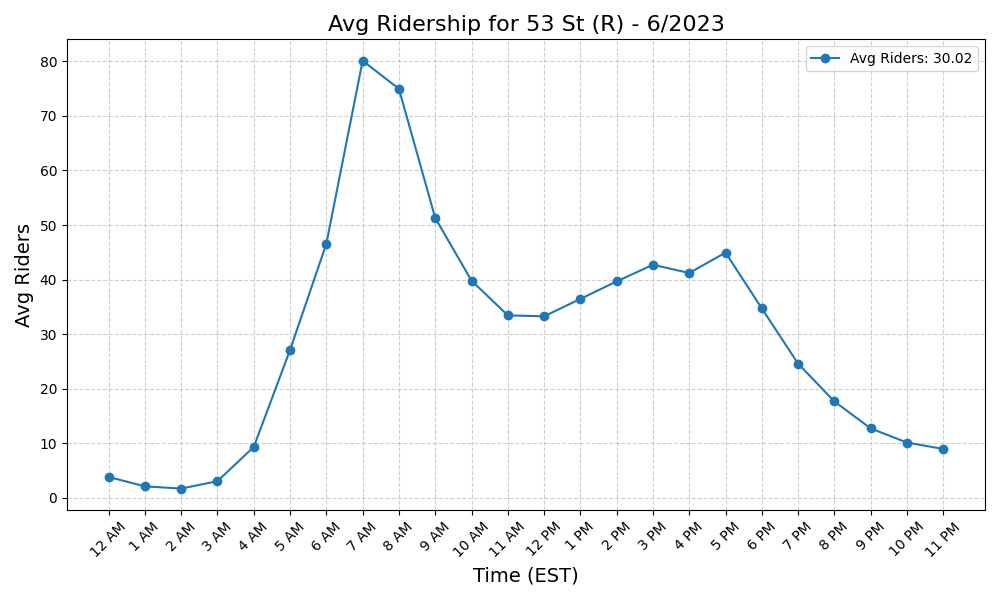 Avg Ridership for 53 St (R) - 6/2023
Avg Riders: 30.02
Avg Riders
80
70
60
50
40
30
20
10
0
12 AM
1 AM
2 AM
3 AM
4 AM
5 AM
6 AM
7 AM
8 AM
9 AM
10 AM
11 AM
12 PM
1 PM
2 PM
3 PM
4 PM
5 PM
6 PM
7 PM
8 PM
9 PM
10 PM
11 PM
Time (EST)